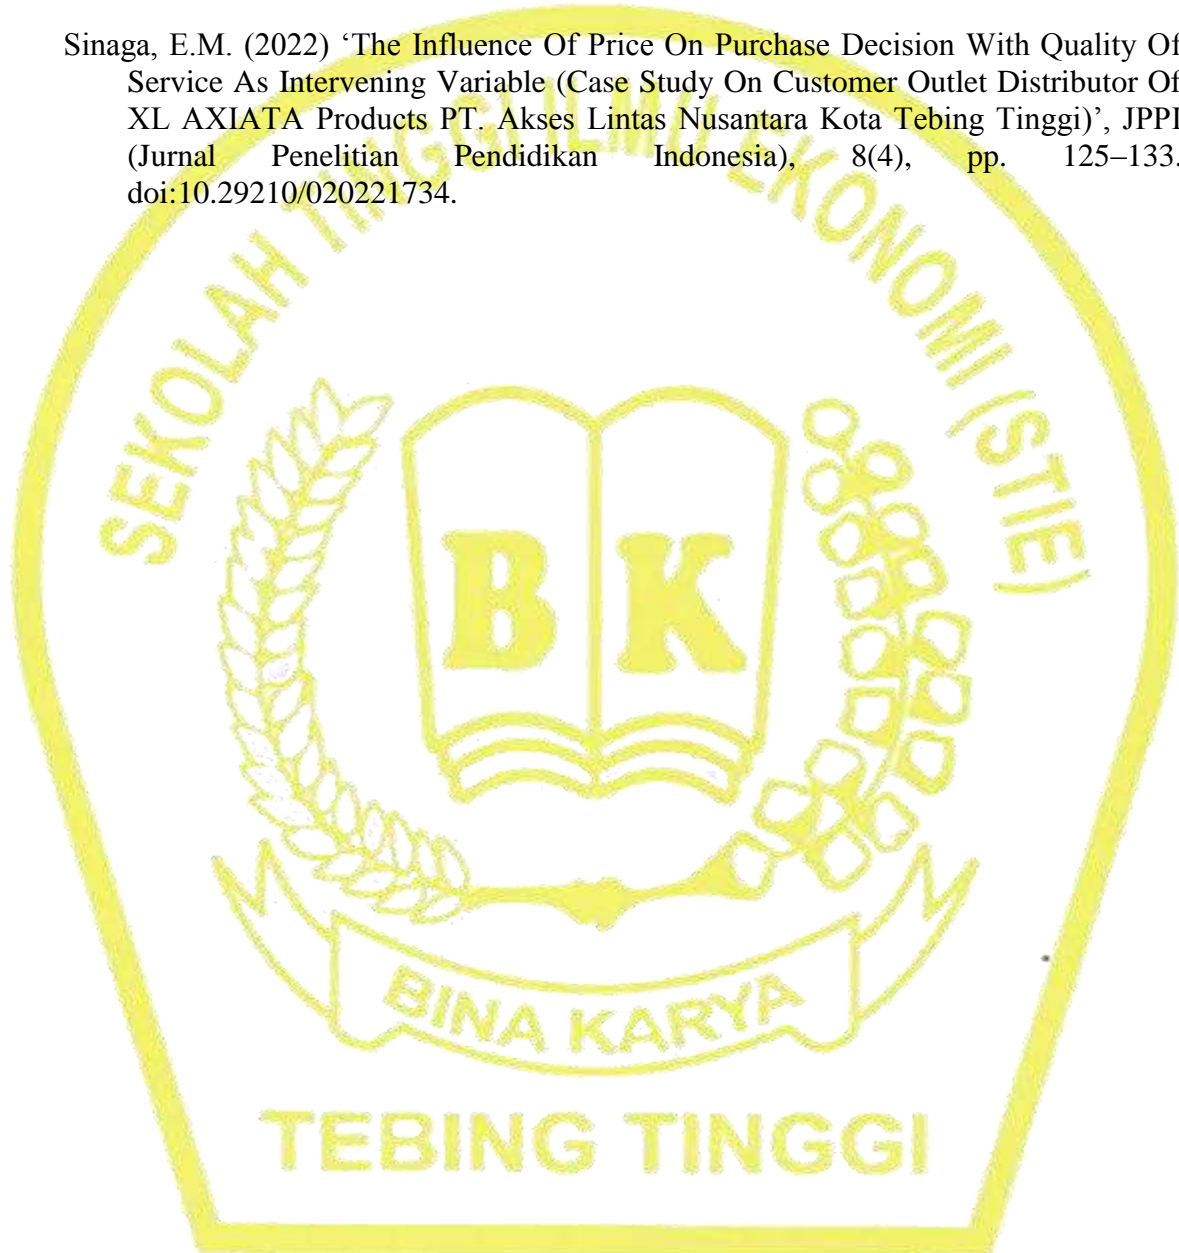 Sinaga, E.M. (2022) ‘The Influence Of Price On Purchase Decision With Quality Of
Service As Intervening Variable (Case Study On Customer Outlet Distributor Of
XL AXIATA Products PT. Akses Lintas Nusantara Kota Tebing Tinggi)’, JPPI
(Jurnal Penelitian Pendidikan Indonesia), 8(4), pp. 125–133.
doi:10.29210/020221734.
SEKOLAH TINGGI ILMU EKONOMI (STIE)
B K
BINA KARYA
TEBING TINGGI